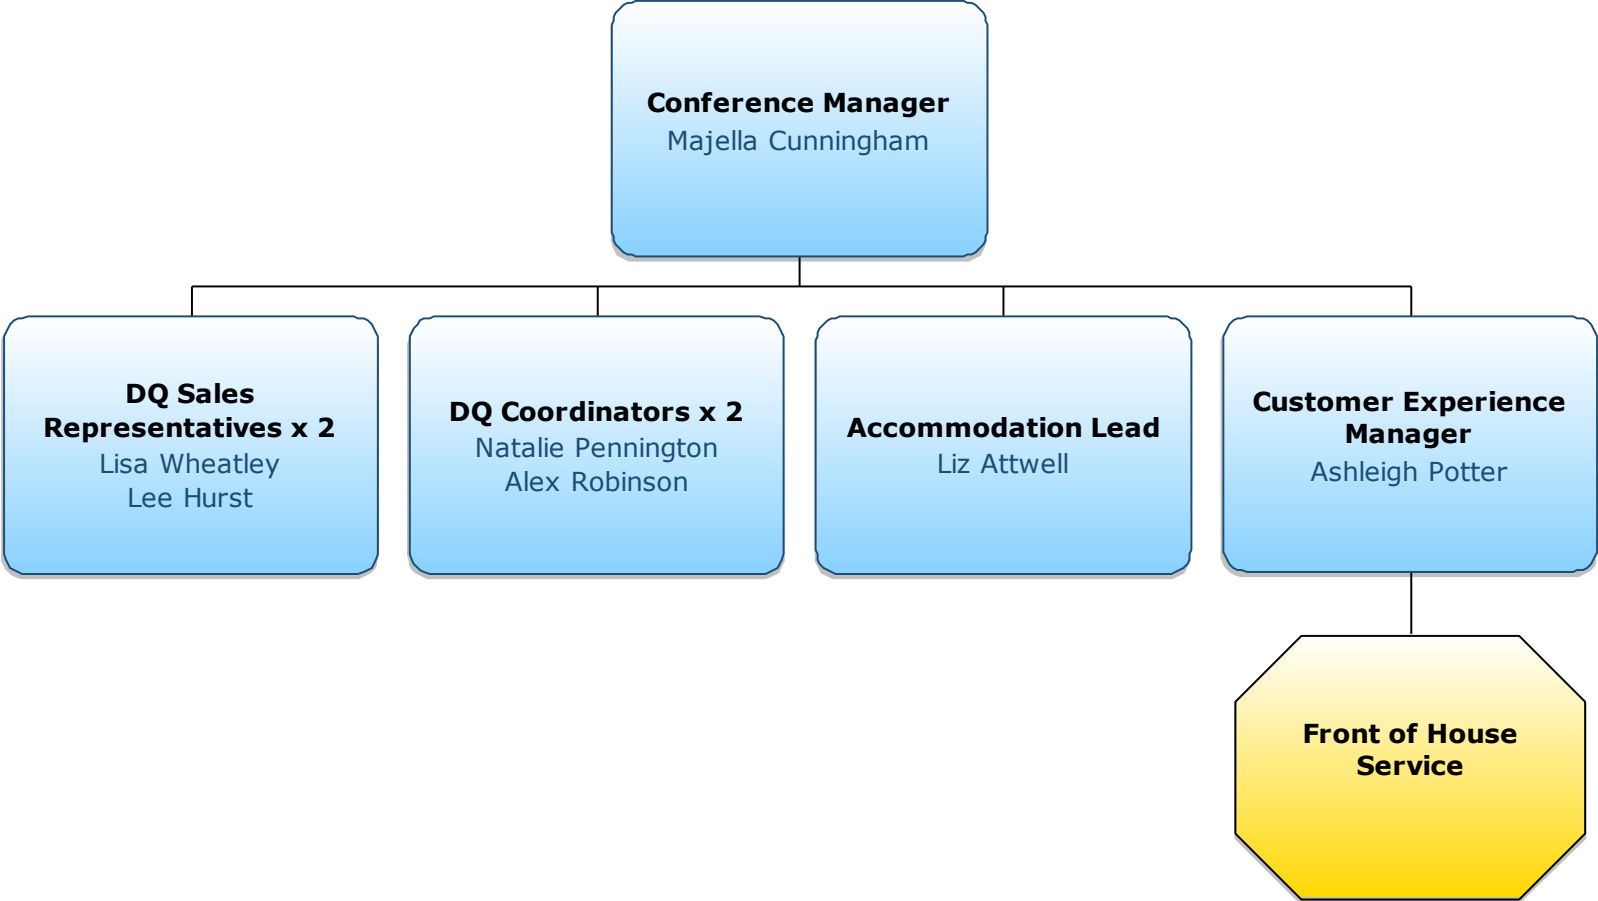 Conference Manager
Majella Cunningham
DQ Sales
Representatives x 2
Lisa Wheatley
Lee Hurst
DQ Coordinators x 2
Natalie Pennington
Alex Robinson
Accommodation Lead
Liz Attwell
Customer Experience
Manager
Ashleigh Potter
Front of House
Service